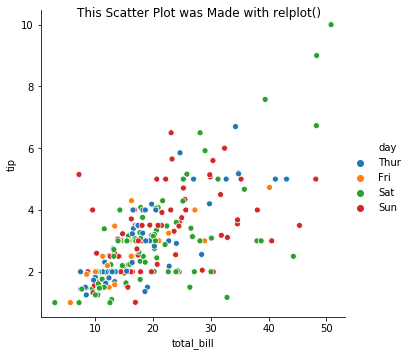 This Scatter Plot was Made with relplot()
10
8
6
4
2
tip
10
20
30
40
50
total_bill
day
Thur
Fri
Sat
Sun